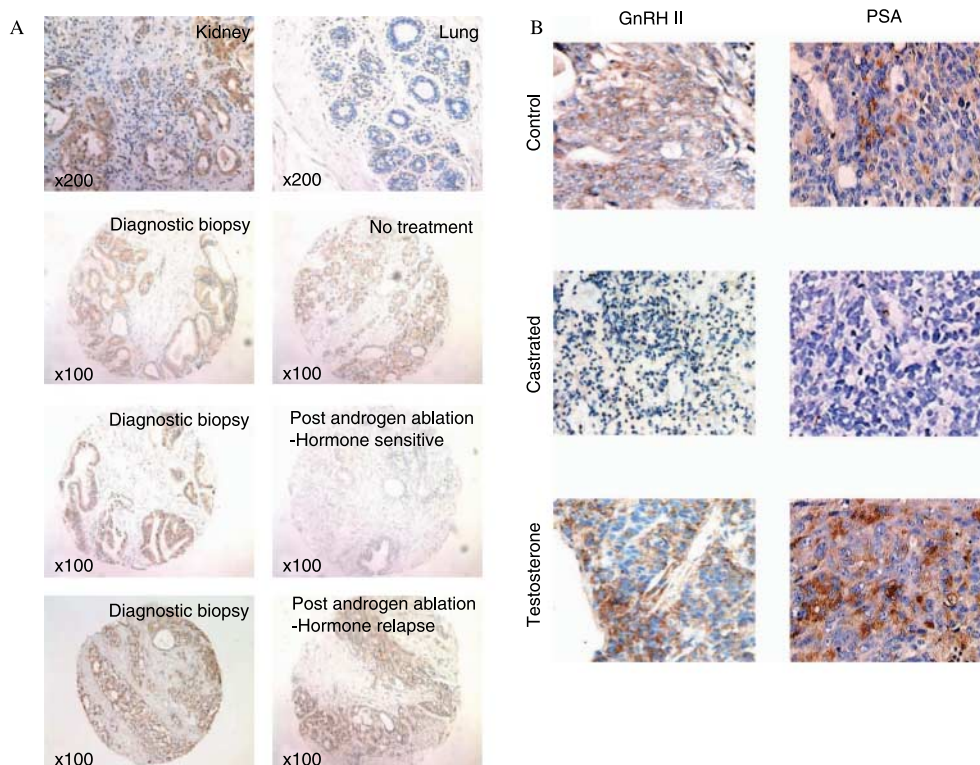 A
Kidney
x200
Lung
x200
Diagnostic biopsy
x100
No treatment
x100
Diagnostic biopsy
x100
Post androgen ablation
-Hormone sensitive
x100
Diagnostic biopsy
x100
Post androgen ablation
-Hormone relapse
x100
B
GnRH II
PSA
Control
Castrated
Testosterone